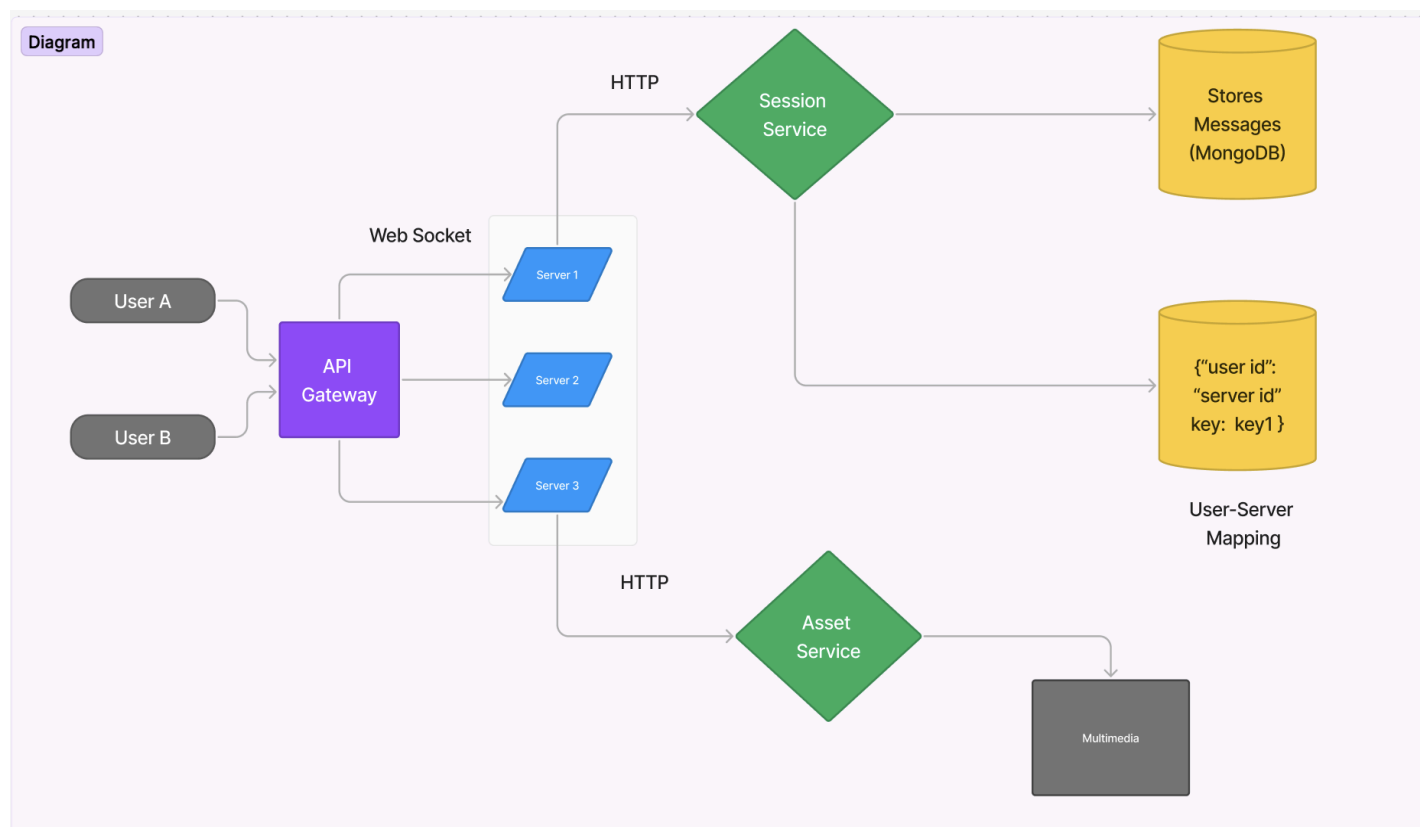 Diagram
HTTP
Session
Service
Stores
Messages
(MongoDB)
Web Socket
Server 1
User A
API
Gateway
Server 2
User B
Server 3
{“user id”:
“server id”
key:  key1 }
User-Server
Mapping
HTTP
Asset
Service
Multimedia